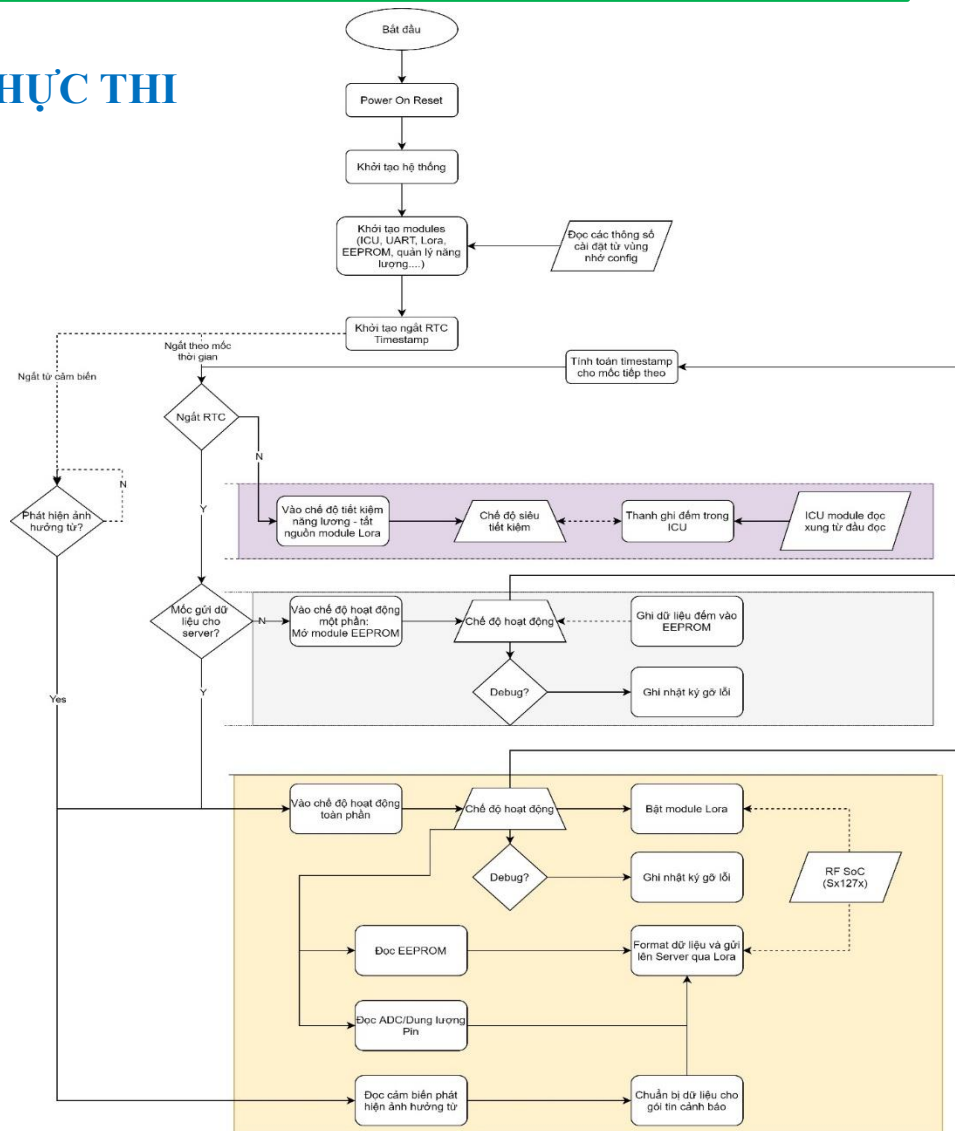 HỰC THI
Bắt đầu
Power On Reset
Khởi tạo hệ thống
Khởi tạo modules
(ICU, UART, Lora,
EEPROM, quản lý năng
lượng....)
Đọc các thông số
cài đặt từ vùng
nhớ config
Khởi tạo ngắt RTC
Timestamp
Ngắt theo mốc
thời gian
Ngắt từ cảm biến
Tính toán timestamp
cho mốc tiếp theo
Ngắt RTC
N
Y
Phát hiện ảnh
hưởng từ?
N
Vào chế độ tiết kiệm
năng lượng - tắt
nguồn module Lora
Chế độ siêu
tiết kiệm
Thanh ghi đếm trong
ICU
ICU module đọc
xung từ đầu đọc
Mốc gửi dữ
liệu cho
server?
N
Vào chế độ hoạt động
một phần:
Mở module EEPROM
Chế độ hoạt động
Ghi dữ liệu đếm vào
EEPROM
Yes
Y
Debug?
Ghi nhật ký gỡ lỗi
Vào chế độ hoạt động
toàn phần
Chế độ hoạt động
Bật module Lora
Debug?
Ghi nhật ký gỡ lỗi
RF SoC
(Sx127x)
Đọc EEPROM
Format dữ liệu và gửi
lên Server qua Lora
Đọc ADC/Dung lượng
Pin
Đọc cảm biến phát
hiện ảnh hưởng từ
Chuẩn bị dữ liệu cho
gói tin cảnh báo